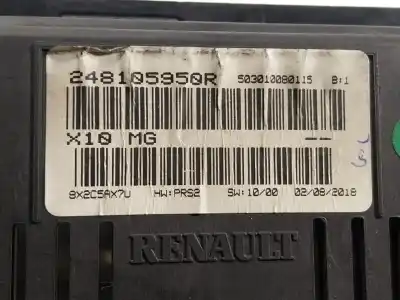 248105950R 503010080115 B:1
X10 MG --
8X2C5AX7U HW:PRS2 SW:10/00 02/08/2018
RENAULT